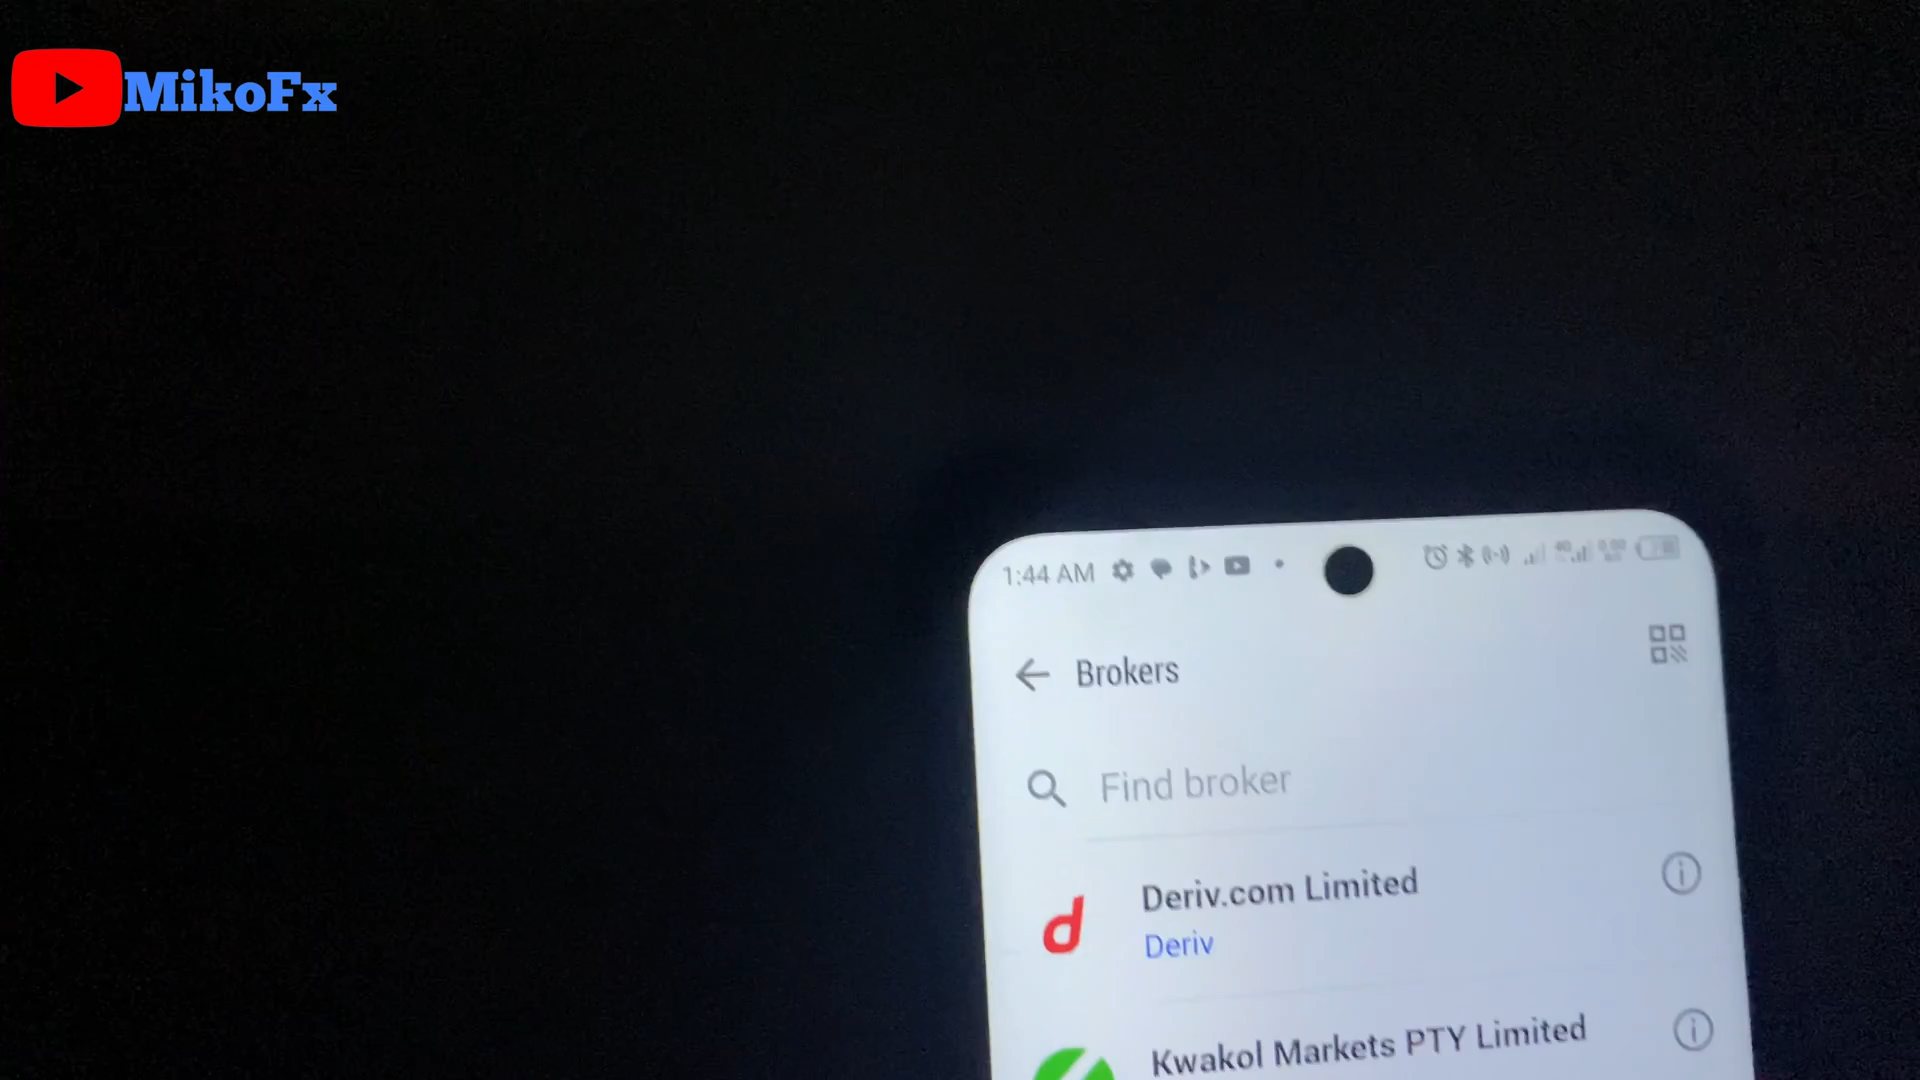 MikoFx
1:44 AM
Brokers
Find broker
Deriv.com Limited
Deriv
Kwakol Markets PTY Limited